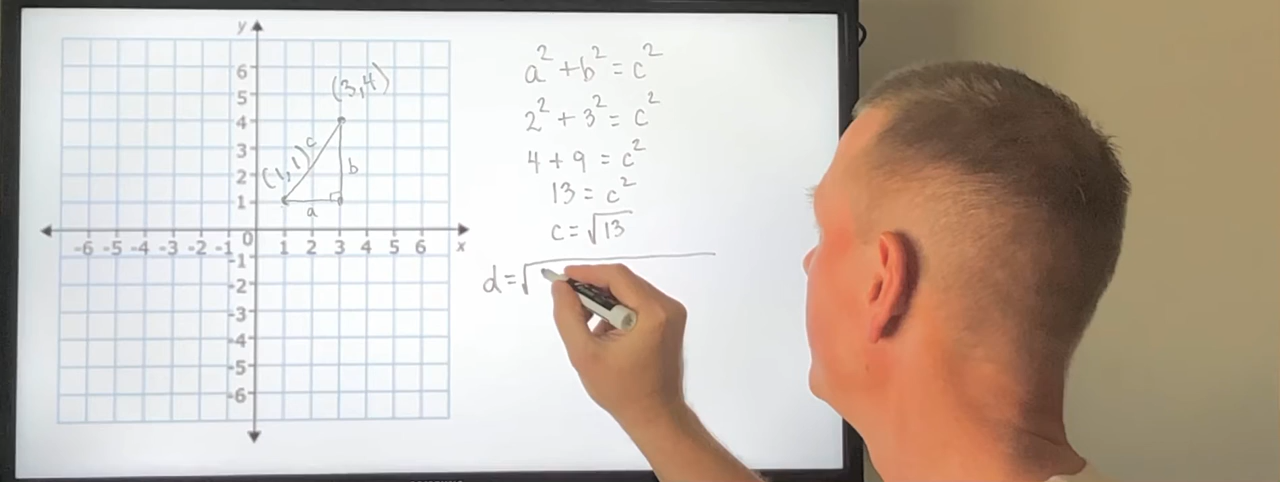 y
6
5
4
3
2
1
0
-1
-2
-3
-4
-5
-6
-6 -5 -4 -3 -2 -1 1 2 3 4 5 6 x
(3,4)
(1,1)
c
b
a
a² + b² = c²
2² + 3² = c²
4 + 9 = c²
13 = c²
c = √13
d = √